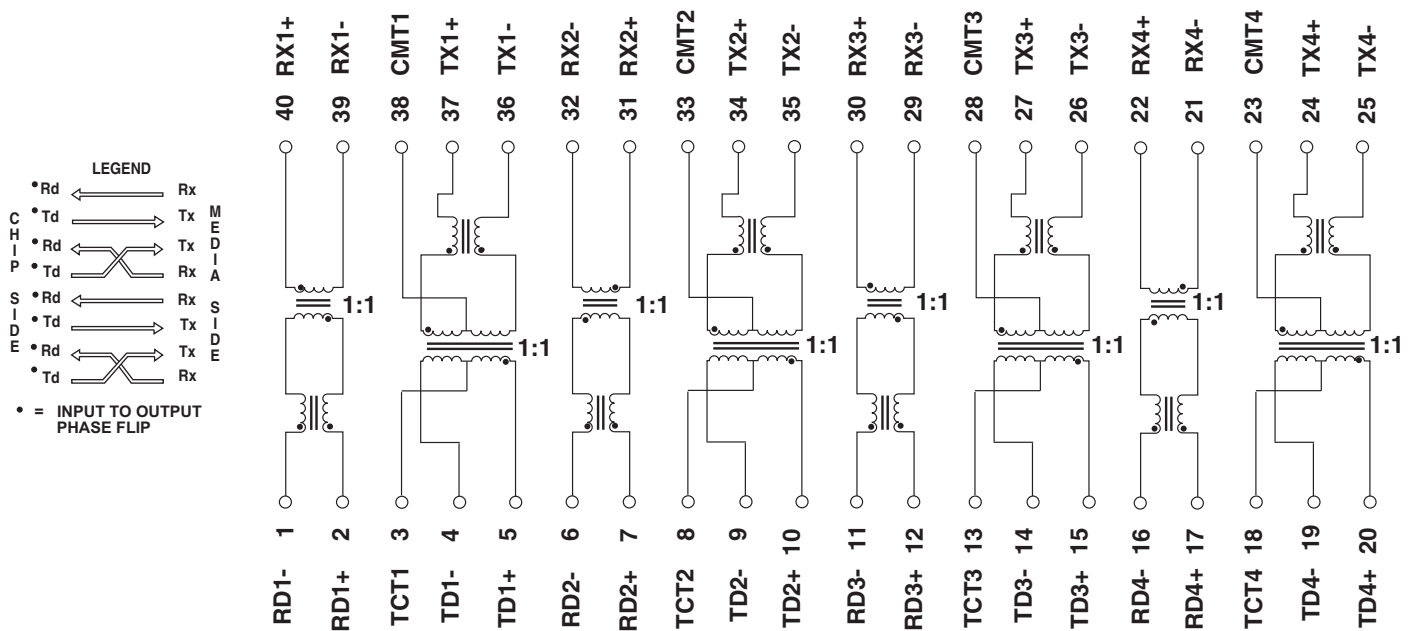 RX1+ RX1- CMT1 TX1+ TX1- RX2- RX2+ CMT2 TX2+ TX2- RX3+ RX3- CMT3 TX3+ TX3- RX4+ RX4- CMT4 TX4+ TX4-
40 39 38 37 36 32 31 33 34 35 30 29 28 27 26 22 21 23 24 25
LEGEND
CHIP SIDE
MEDIA SIDE
•Rd Rx
•Td Tx
•Rd Tx
•Td Rx
•Rd Rx
•Td Tx
•Rd Tx
•Td Rx
• = INPUT TO OUTPUT
PHASE FLIP
1:1 1:1 1:1 1:1 1:1 1:1 1:1 1:1
1 2 3 4 5 6 7 8 9 10 11 12 13 14 15 16 17 18 19 20
RD1- RD1+ TCT1 TD1- TD1+ RD2- RD2+ TCT2 TD2- TD2+ RD3- RD3+ TCT3 TD3- TD3+ RD4- RD4+ TCT4 TD4- TD4+